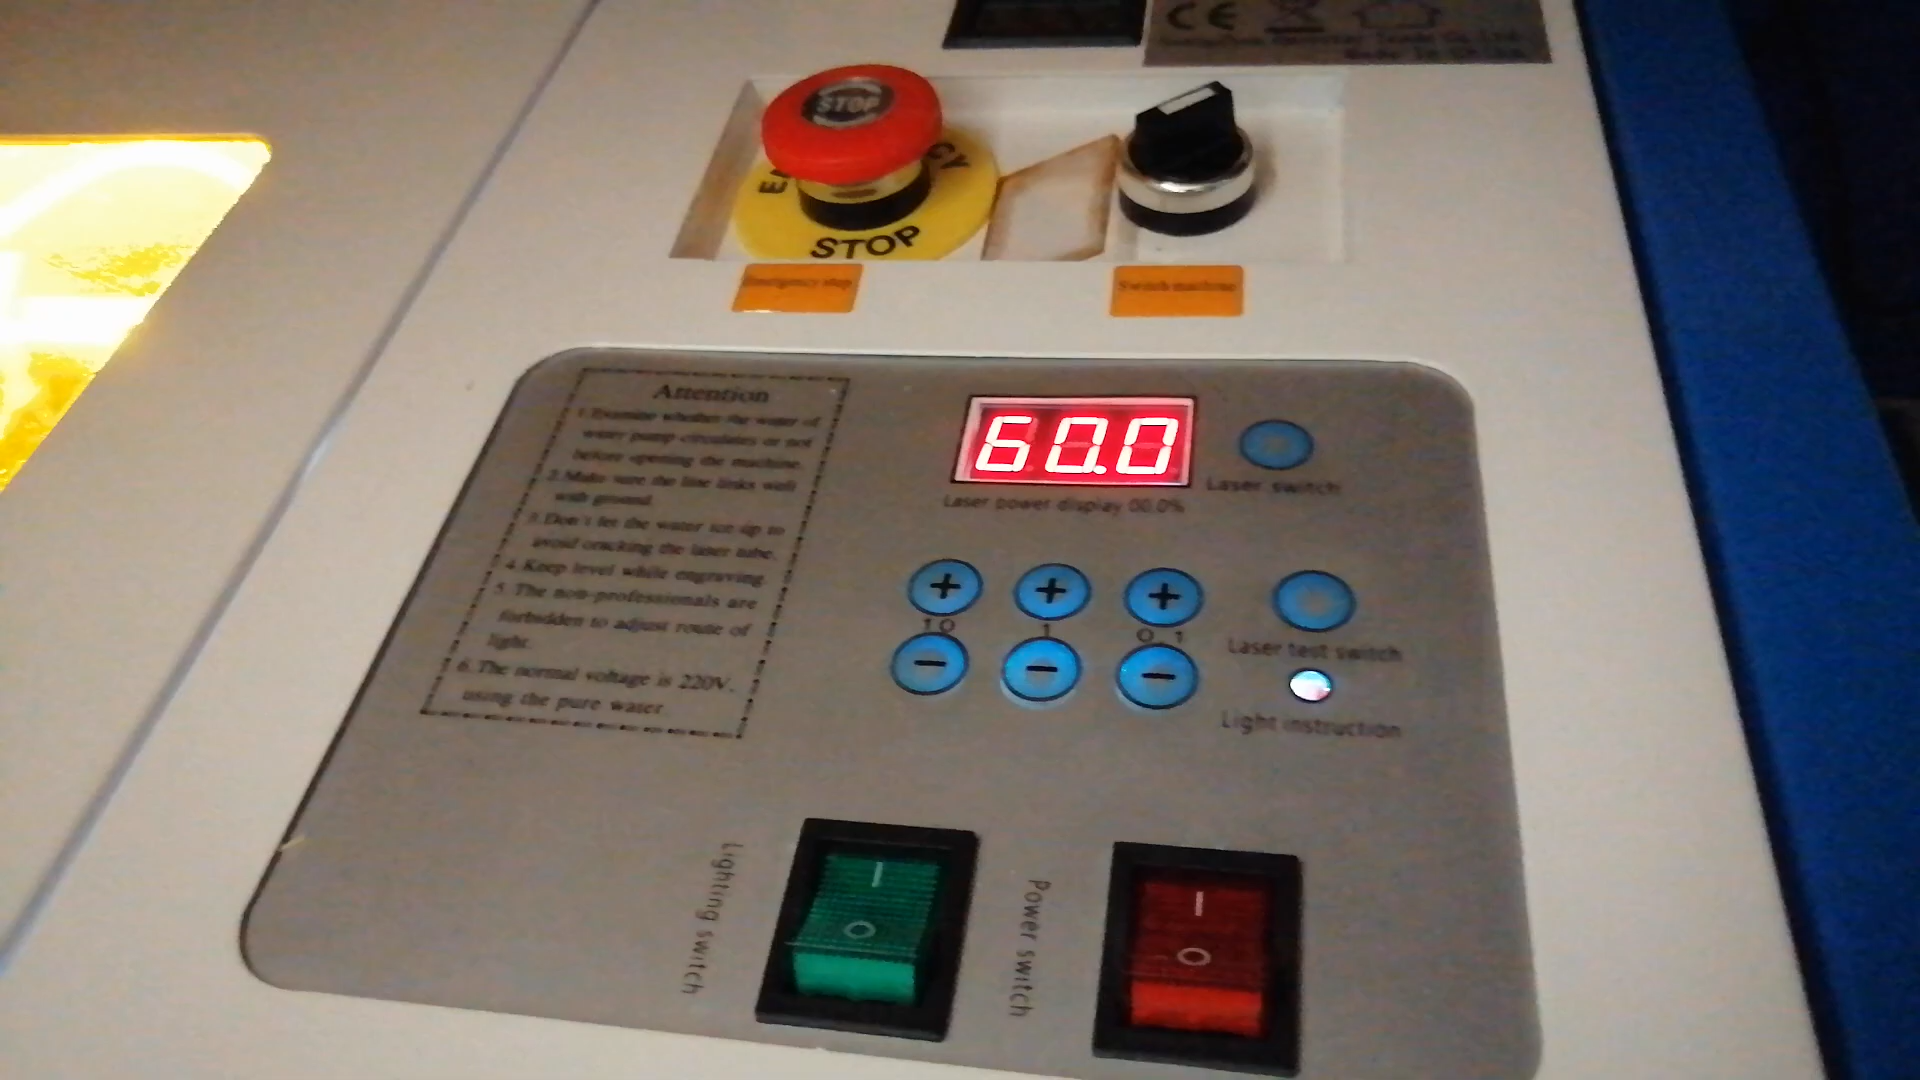 CE
STOP
STOP
Emergency stop
Switch machine
Attention
1.Examine whether the water of
water pump circulates or not
before opening the machine.
2.Make sure the line links well
with ground.
3.Don't let the water ice up to
avoid cracking the laser tube.
4.Keep level while engraving.
5.The non-professionals are
forbidden to adjust route of
light.
6.The normal voltage is 220V,
using the pure water
60.0
Laser power display 00.0%
Laser switch
+ + +
10 1 0.1
- - -
Laser test switch
Light instruction
Lighting switch
I
O
Power switch
I
O